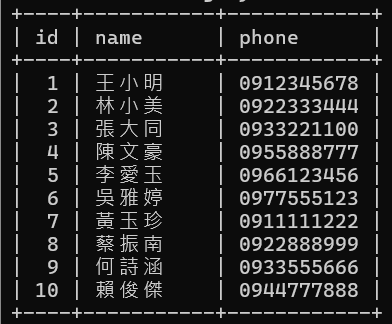 +----+-----------+------------+
| id | name      | phone      |
+----+-----------+------------+
|  1 | 王小明    | 0912345678 |
|  2 | 林小美    | 0922333444 |
|  3 | 張大同    | 0933221100 |
|  4 | 陳文豪    | 0955888777 |
|  5 | 李愛玉    | 0966123456 |
|  6 | 吳雅婷    | 0977555123 |
|  7 | 黃玉珍    | 0911111222 |
|  8 | 蔡振南    | 0922888999 |
|  9 | 何詩涵    | 0933555666 |
| 10 | 賴俊傑    | 0944777888 |
+----+-----------+------------+